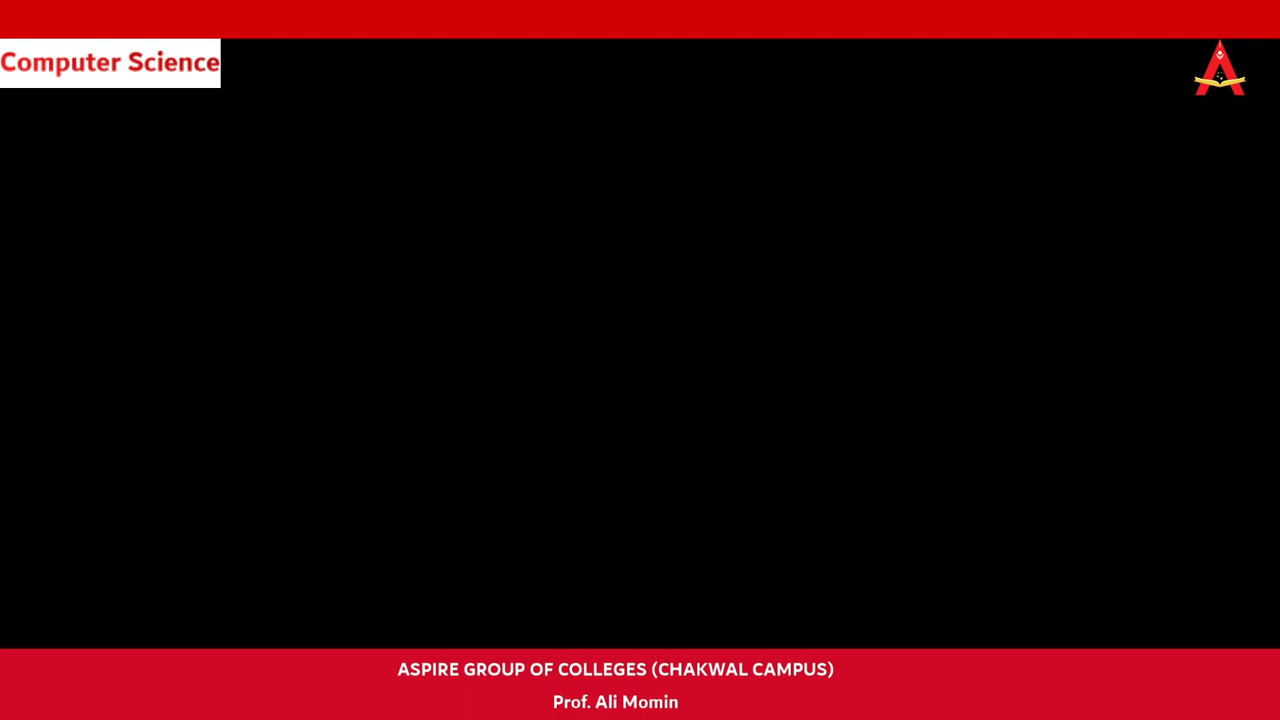 Computer Science
ASPIRE GROUP OF COLLEGES (CHAKWAL CAMPUS)
Prof. Ali Momin